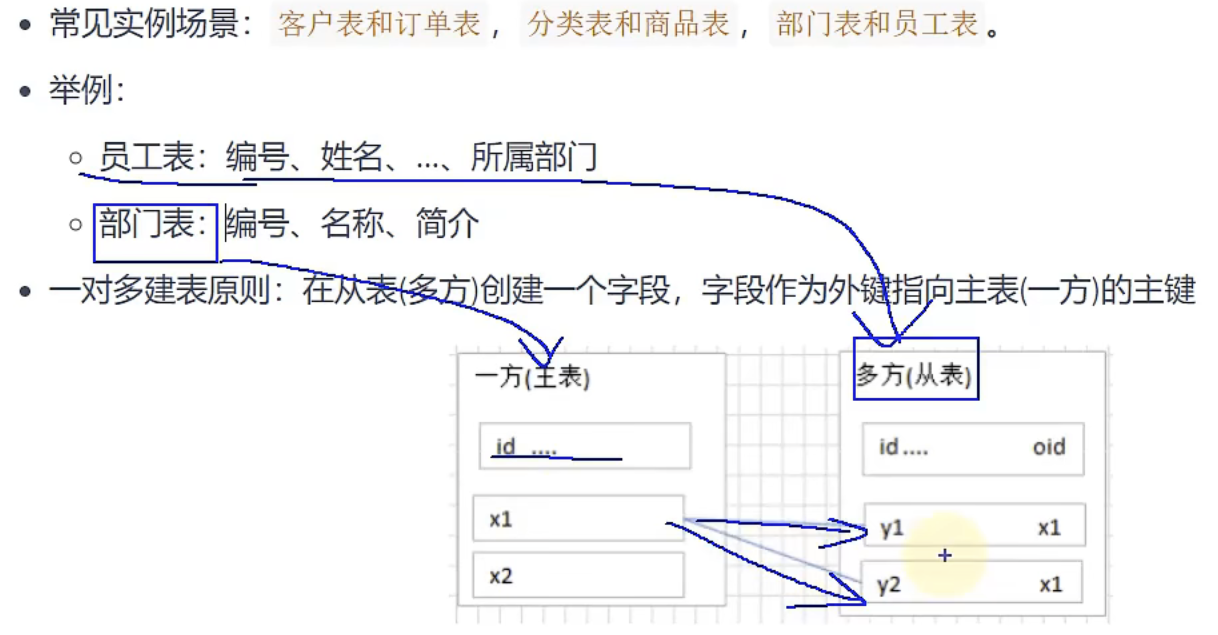 常见实例场景：客户表和订单表，分类表和商品表，部门表和员工表。
举例：
员工表：编号、姓名、...、所属部门
部门表：编号、名称、简介
一对多建表原则：在从表(多方)创建一个字段，字段作为外键指向主表(一方)的主键
一方(主表)
id ....
x1
x2
多方(从表)
id.... oid
y1 x1
y2 x1